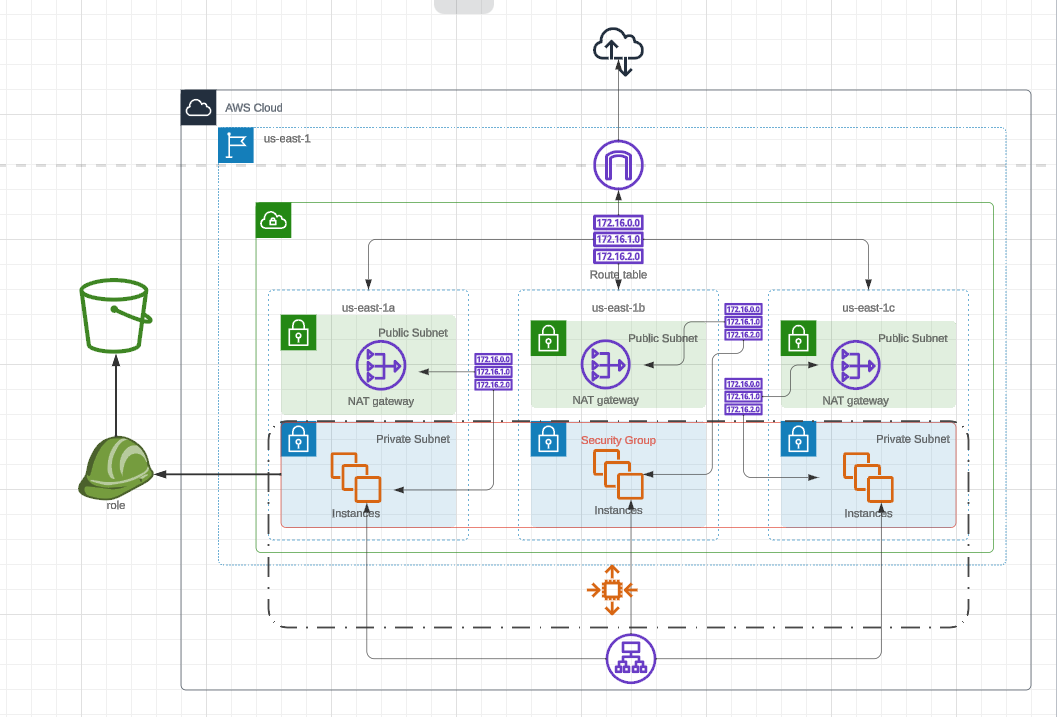 AWS Cloud
us-east-1
172.16.0.0
172.16.1.0
172.16.2.0
Route table
us-east-1a
us-east-1b
us-east-1c
Public Subnet
NAT gateway
172.16.0.0
172.16.1.0
172.16.2.0
Public Subnet
NAT gateway
172.16.0.0
172.16.1.0
172.16.2.0
Public Subnet
NAT gateway
172.16.0.0
172.16.1.0
172.16.2.0
Private Subnet
Instances
Security Group
Instances
Private Subnet
Instances
role